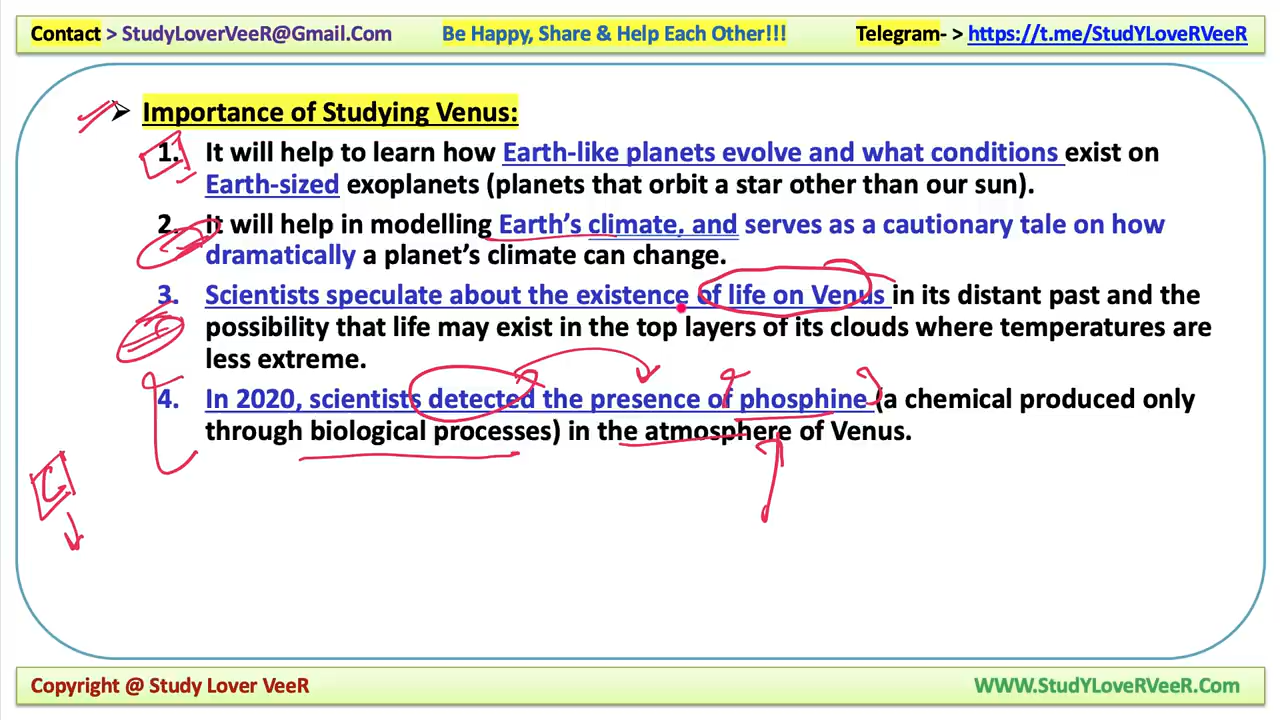 Contact > StudyLoverVeeR@Gmail.Com Be Happy, Share & Help Each Other!!! Telegram- > https://t.me/StudYLoveRVeeR
➢ Importance of Studying Venus:
1. It will help to learn how Earth-like planets evolve and what conditions exist on
Earth-sized exoplanets (planets that orbit a star other than our sun).
2. It will help in modelling Earth's climate, and serves as a cautionary tale on how
dramatically a planet's climate can change.
3. Scientists speculate about the existence of life on Venus in its distant past and the
possibility that life may exist in the top layers of its clouds where temperatures are
less extreme.
4. In 2020, scientists detected the presence of phosphine (a chemical produced only
through biological processes) in the atmosphere of Venus.
Copyright @ Study Lover VeeR WWW.StudYLoveRVeeR.Com